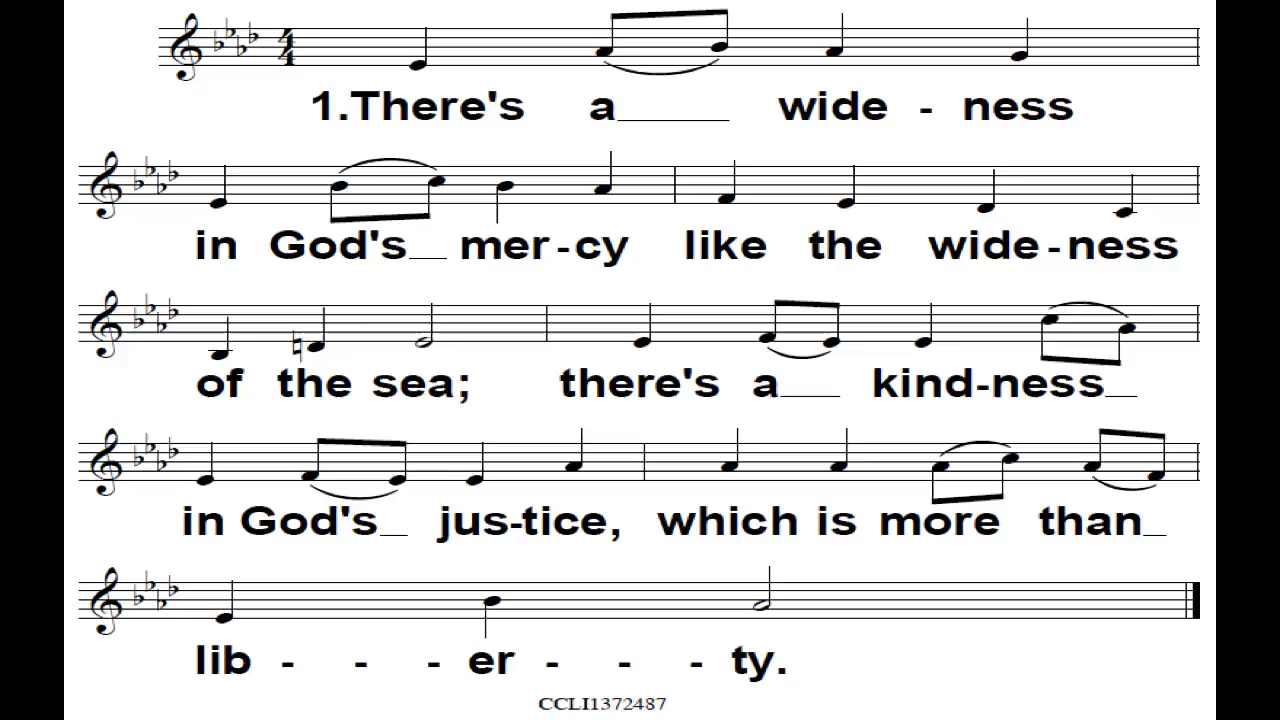 1.There's a____ wide - ness
in God's__ mer-cy like the wide-ness
of the sea; there's a__ kind-ness__
in God's__ jus-tice, which is more than__
lib - - - er - - - ty.
CCLI1372487